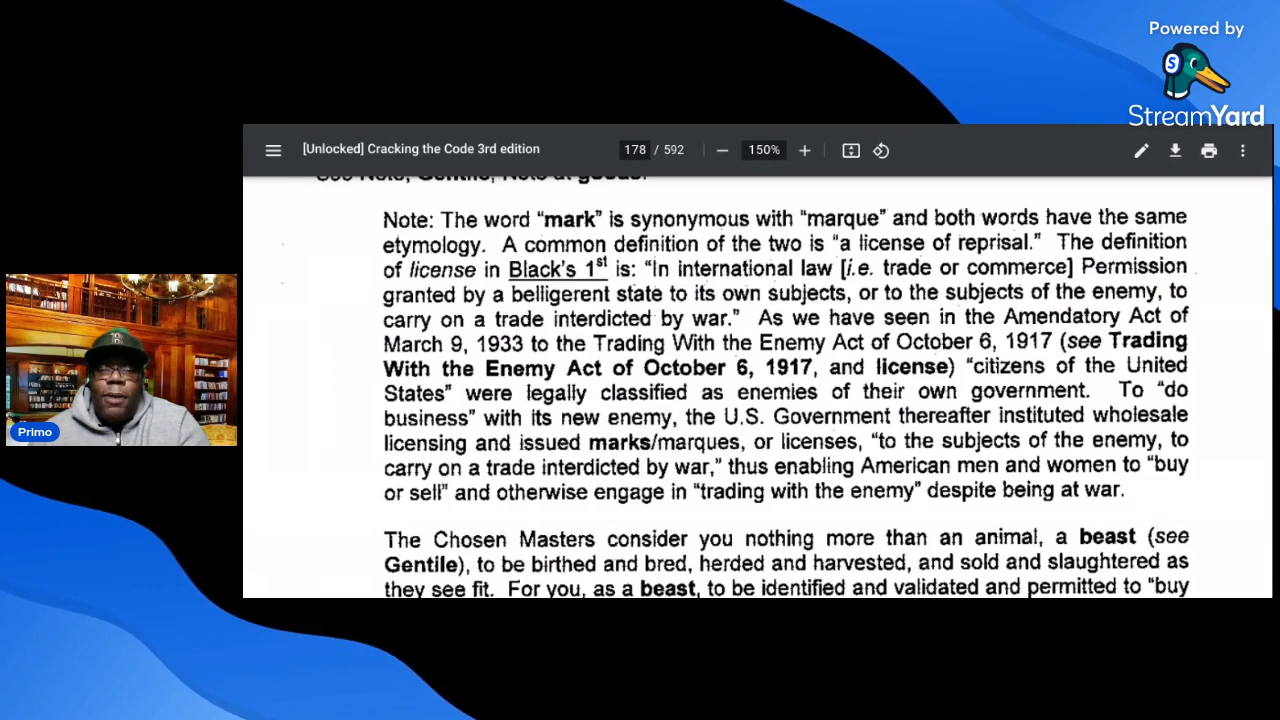 Powered by
S
StreamYard
[Unlocked] Cracking the Code 3rd edition
178 / 592
150%
See Note, Gentile, Note at goods.
Note: The word “mark” is synonymous with “marque” and both words have the same
etymology. A common definition of the two is “a license of reprisal.” The definition
of license in Black’s 1st is: “In international law [i.e. trade or commerce] Permission
granted by a belligerent state to its own subjects, or to the subjects of the enemy, to
carry on a trade interdicted by war.” As we have seen in the Amendatory Act of
March 9, 1933 to the Trading With the Enemy Act of October 6, 1917 (see Trading
With the Enemy Act of October 6, 1917, and license) “citizens of the United
States” were legally classified as enemies of their own government. To “do
business” with its new enemy, the U.S. Government thereafter instituted wholesale
licensing and issued marks/marques, or licenses, “to the subjects of the enemy, to
carry on a trade interdicted by war,” thus enabling American men and women to “buy
or sell” and otherwise engage in “trading with the enemy” despite being at war.
The Chosen Masters consider you nothing more than an animal, a beast (see
Gentile), to be birthed and bred, herded and harvested, and sold and slaughtered as
they see fit. For you, as a beast, to be identified and validated and permitted to “buy
Primo